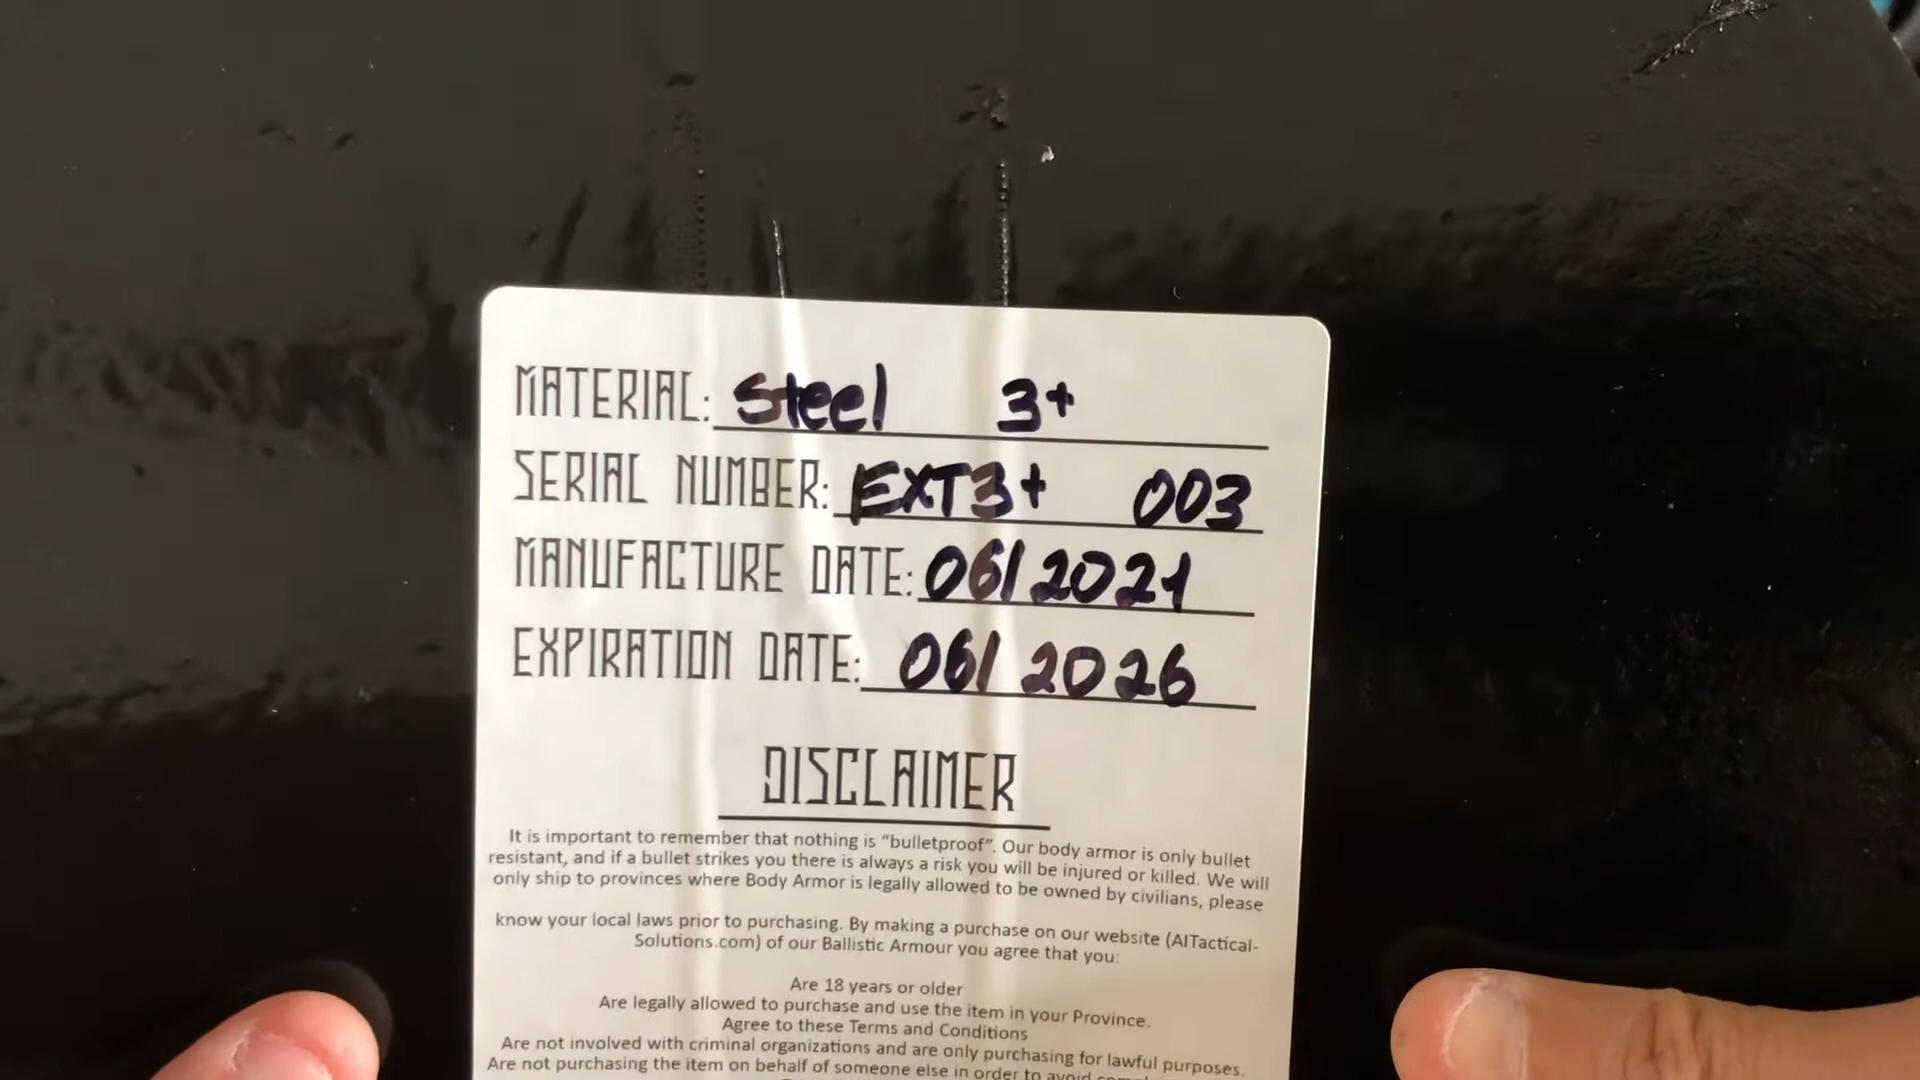 MATERIAL: Steel 3+
SERIAL NUMBER: EXT3+ 003
MANUFACTURE DATE: 06/2021
EXPIRATION DATE: 06/2026
DISCLAIMER
It is important to remember that nothing is “bulletproof”. Our body armor is only bullet
resistant, and if a bullet strikes you there is always a risk you will be injured or killed. We will
only ship to provinces where Body Armor is legally allowed to be owned by civilians, please
know your local laws prior to purchasing. By making a purchase on our website (AITactical-
Solutions.com) of our Ballistic Armour you agree that you:
Are 18 years or older
Are legally allowed to purchase and use the item in your Province.
Agree to these Terms and Conditions
Are not involved with criminal organizations and are only purchasing for lawful purposes.
Are not purchasing the item on behalf of someone else in order to avoid